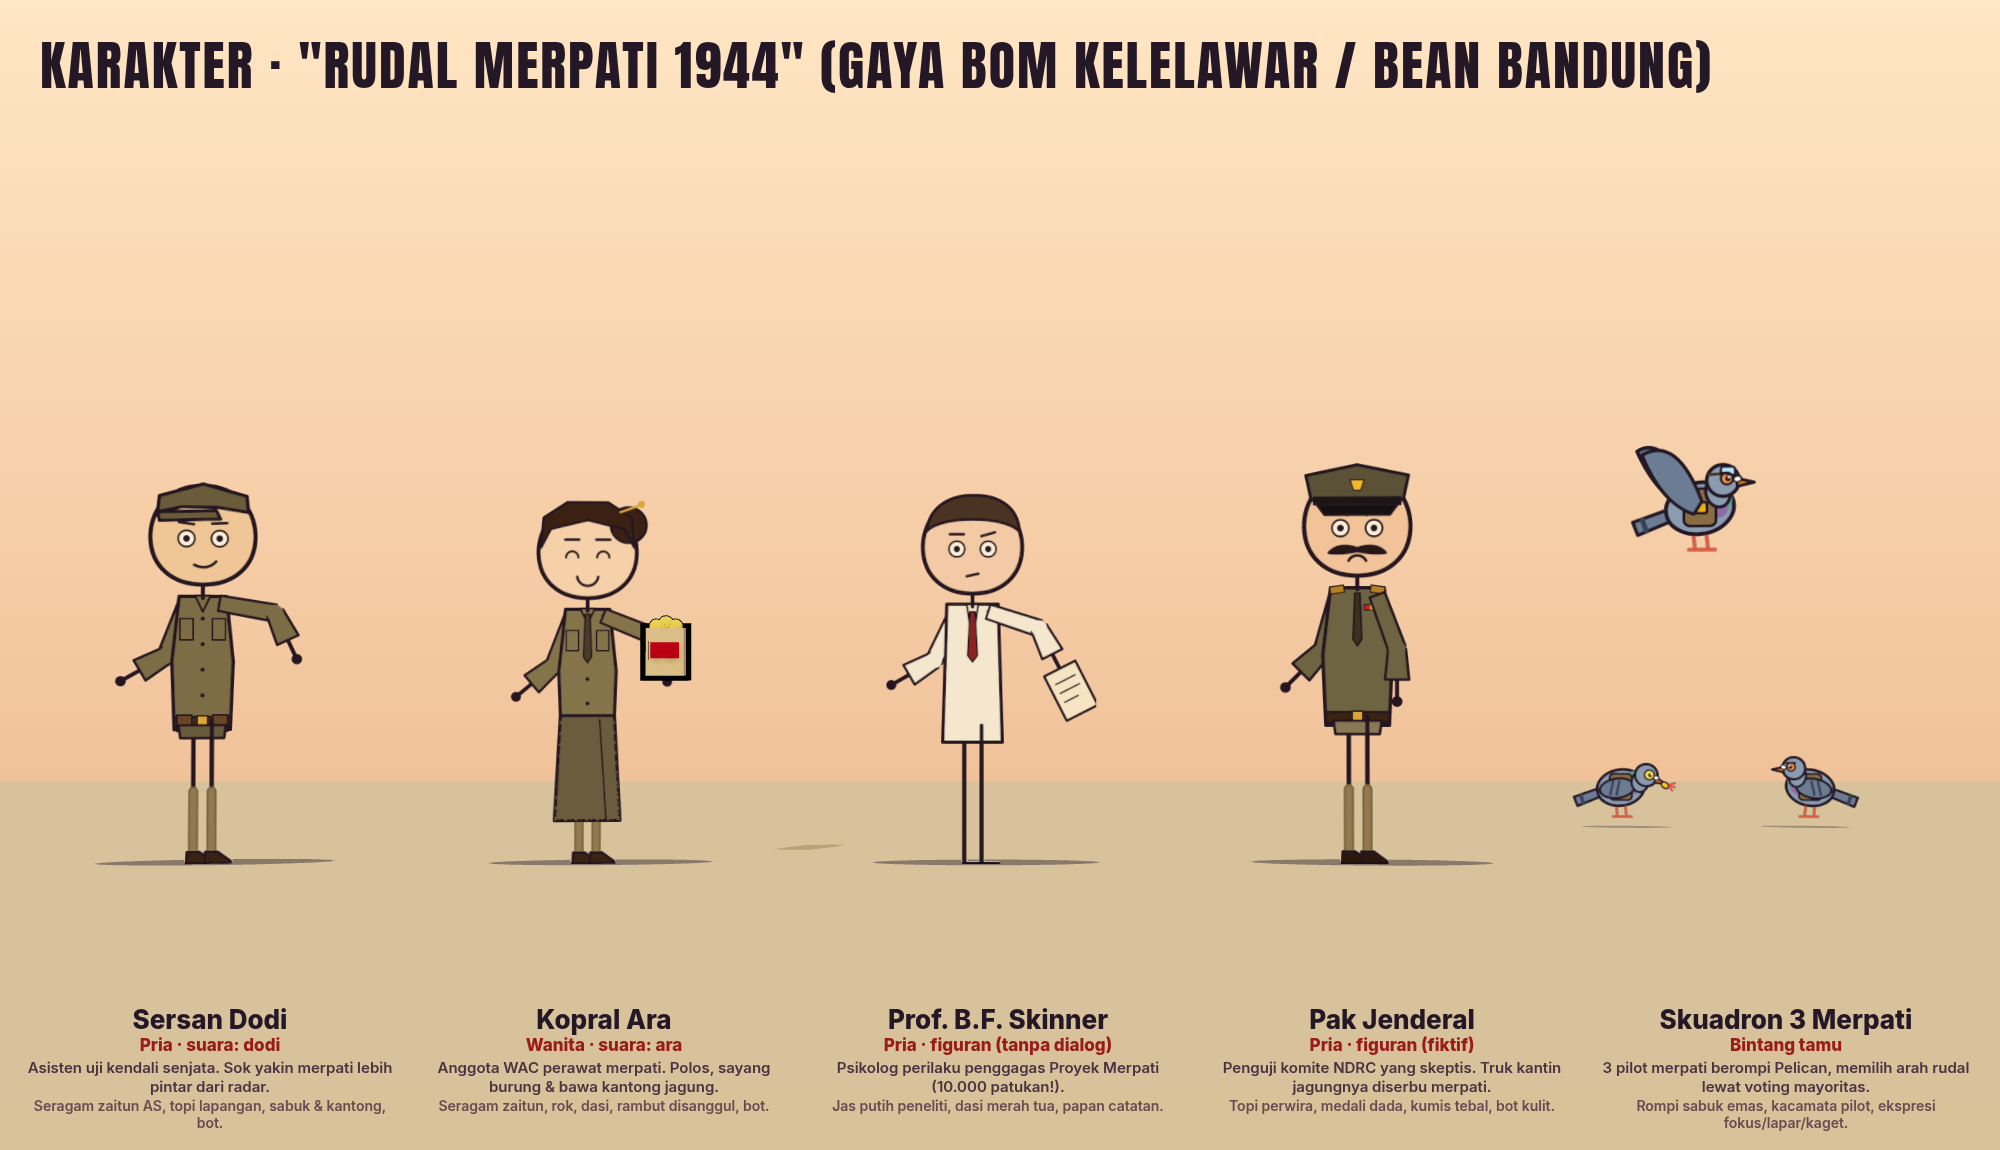 KARAKTER · "RUDAL MERPATI 1944" (GAYA BOM KELELAWAR / BEAN BANDUNG)
Sersan Dodi
Pria · suara: dodi
Asisten uji kendali senjata. Sok yakin merpati lebih
pintar dari radar.
Seragam zaitun AS, topi lapangan, sabuk & kantong,
bot.
Kopral Ara
Wanita · suara: ara
Anggota WAC perawat merpati. Polos, sayang
burung & bawa kantong jagung.
Seragam zaitun, rok, dasi, rambut disanggul, bot.
Prof. B.F. Skinner
Pria · figuran (tanpa dialog)
Psikolog perilaku penggagas Proyek Merpati
(10.000 patukan!).
Jas putih peneliti, dasi merah tua, papan catatan.
Pak Jenderal
Pria · figuran (fiktif)
Penguji komite NDRC yang skeptis. Truk kantin
jagungnya diserbu merpati.
Topi perwira, medali dada, kumis tebal, bot kulit.
Skuadron 3 Merpati
Bintang tamu
3 pilot merpati berompi Pelican, memilih arah rudal
lewat voting mayoritas.
Rompi sabuk emas, kacamata pilot, ekspresi
fokus/lapar/kaget.